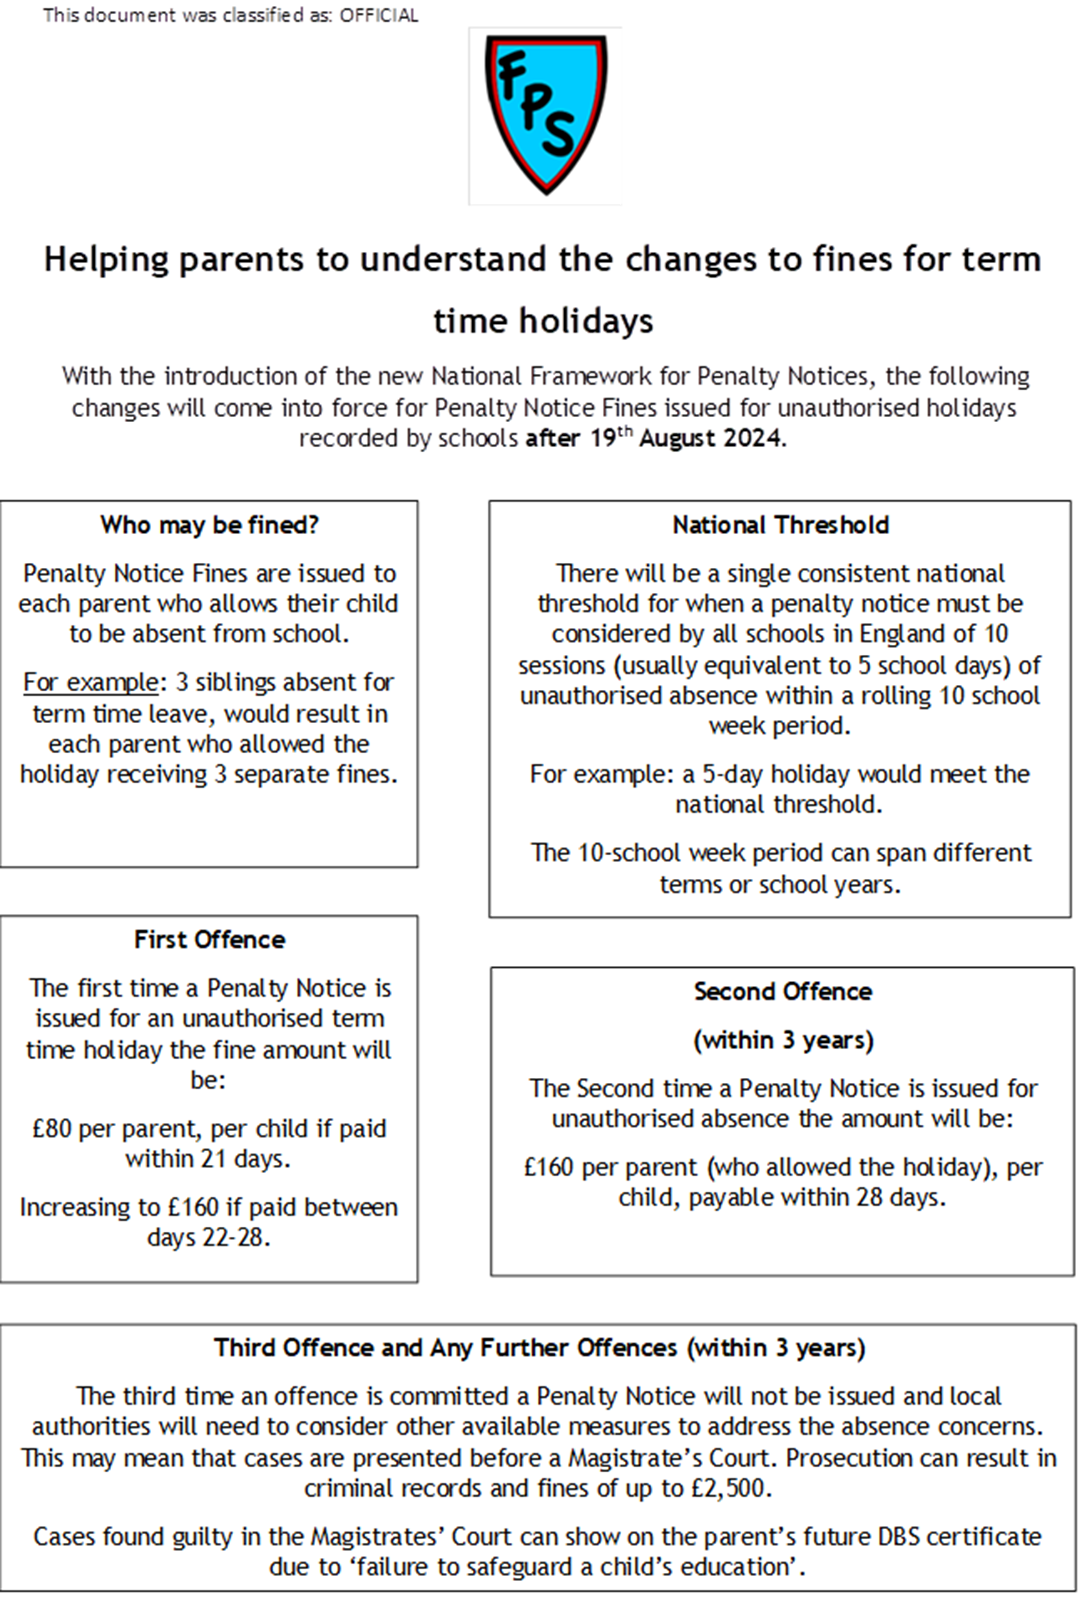 This document was classified as: OFFICIAL
FPS
Helping parents to understand the changes to fines for term
time holidays
With the introduction of the new National Framework for Penalty Notices, the following
changes will come into force for Penalty Notice Fines issued for unauthorised holidays
recorded by schools after 19th August 2024.
Who may be fined?
Penalty Notice Fines are issued to
each parent who allows their child
to be absent from school.
For example: 3 siblings absent for
term time leave, would result in
each parent who allowed the
holiday receiving 3 separate fines.
National Threshold
There will be a single consistent national
threshold for when a penalty notice must be
considered by all schools in England of 10
sessions (usually equivalent to 5 school days) of
unauthorised absence within a rolling 10 school
week period.
For example: a 5-day holiday would meet the
national threshold.
The 10-school week period can span different
terms or school years.
First Offence
The first time a Penalty Notice is
issued for an unauthorised term
time holiday the fine amount will
be:
£80 per parent, per child if paid
within 21 days.
Increasing to £160 if paid between
days 22-28.
Second Offence
(within 3 years)
The Second time a Penalty Notice is issued for
unauthorised absence the amount will be:
£160 per parent (who allowed the holiday), per
child, payable within 28 days.
Third Offence and Any Further Offences (within 3 years)
The third time an offence is committed a Penalty Notice will not be issued and local
authorities will need to consider other available measures to address the absence concerns.
This may mean that cases are presented before a Magistrate's Court. Prosecution can result in
criminal records and fines of up to £2,500.
Cases found guilty in the Magistrates' Court can show on the parent's future DBS certificate
due to 'failure to safeguard a child's education'.